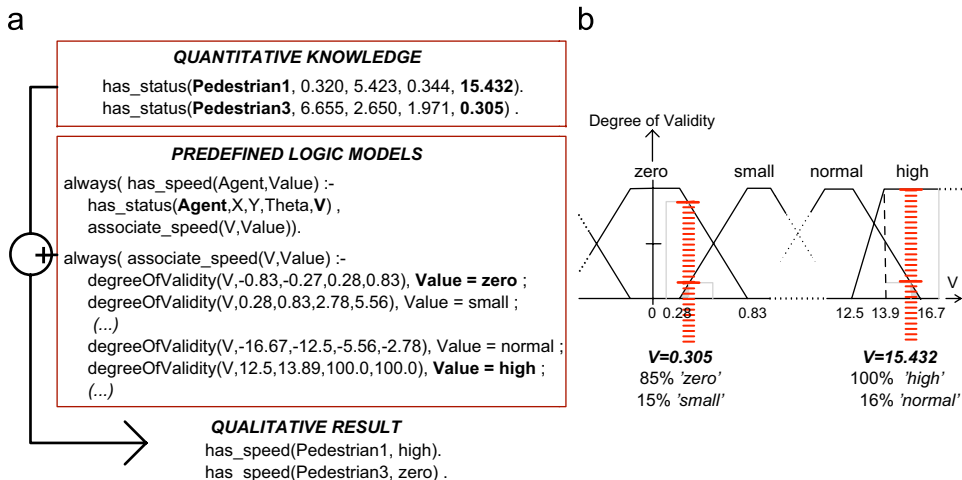 a
QUANTITATIVE KNOWLEDGE
has_status(Pedestrian1, 0.320, 5.423, 0.344, 15.432).
has_status(Pedestrian3, 6.655, 2.650, 1.971, 0.305) .
PREDEFINED LOGIC MODELS
always( has_speed(Agent,Value) :-
has_status(Agent,X,Y,Theta,V) ,
associate_speed(V,Value)).
+
always( associate_speed(V,Value) :-
degreeOfValidity(V,-0.83,-0.27,0.28,0.83), Value = zero ;
degreeOfValidity(V,0.28,0.83,2.78,5.56), Value = small ;
(...)
degreeOfValidity(V,-16.67,-12.5,-5.56,-2.78), Value = normal ;
degreeOfValidity(V,12.5,13.89,100.0,100.0), Value = high ;
(...)
QUALITATIVE RESULT
has_speed(Pedestrian1, high).
has_speed(Pedestrian3, zero) .
b
Degree of Validity
zero small normal high
V
0 0.28 0.83 12.5 13.9 16.7
V=0.305 V=15.432
85% 'zero' 100% 'high'
15% 'small' 16% 'normal'